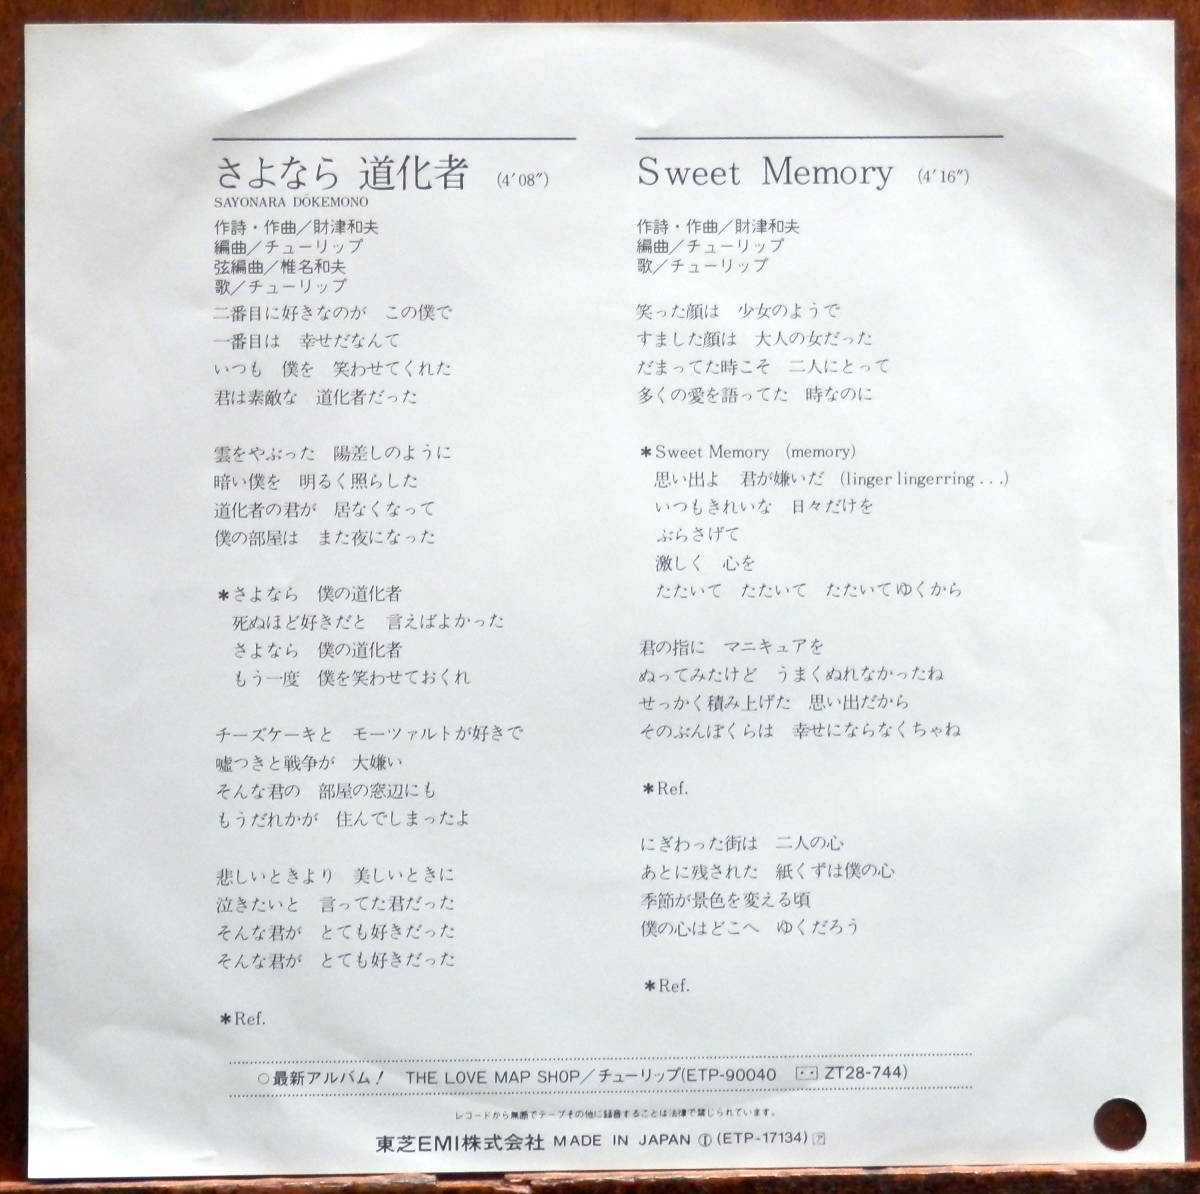 さよなら 道化者 (4′08″)
SAYONARA DŌKEMONO
作詩・作曲／財津和夫
編曲／チューリップ
弦編曲／椎名和夫
歌／チューリップ
二番目に好きなのが　この僕で
一番目は　幸せだなんて
いつも　僕を　笑わせてくれた
君は素敵な　道化者だった
雲をやぶった　陽差しのように
暗い僕を　明るく照らした
道化者の君が　居なくなって
僕の部屋は　また夜になった
＊さよなら　僕の道化者
死ぬほど好きだと　言えばよかった
さよなら　僕の道化者
もう一度　僕を笑わせておくれ
チーズケーキと　モーツァルトが好きで
嘘つきと戦争が　大嫌い
そんな君の　部屋の窓辺にも
もうだれかが　住んでしまったよ
悲しいときより　美しいときに
泣きたいと　言ってた君だった
そんな君が　とても好きだった
そんな君が　とても好きだった
＊Ref.
Sweet Memory (4′16″)
作詩・作曲／財津和夫
編曲／チューリップ
歌／チューリップ
笑った顔は　少女のようで
すました顔は　大人の女だった
だまってた時こそ　二人にとって
多くの愛を語ってた　時なのに
＊Sweet Memory　(memory)
思い出よ　君が嫌いだ　(linger lingerring . . .)
いつもきれいな　日々だけを
ぶらさげて
激しく　心を
たたいて　たたいて　たたいてゆくから
君の指に　マニキュアを
ぬってみたけど　うまくぬれなかったね
せっかく積み上げた　思い出だから
そのぶんぼくらは　幸せにならなくちゃね
＊Ref.
にぎわった街は　二人の心
あとに残された　紙くずは僕の心
季節が景色を変える頃
僕の心はどこへ　ゆくだろう
＊Ref.
○最新アルバム！　THE LOVE MAP SHOP／チューリップ(ETP-90040　ZT28-744)
レコードから無断でテープその他に録音することは法律で禁じられています。
東芝EMI株式会社 MADE IN JAPAN Ⓘ (ETP-17134) ア